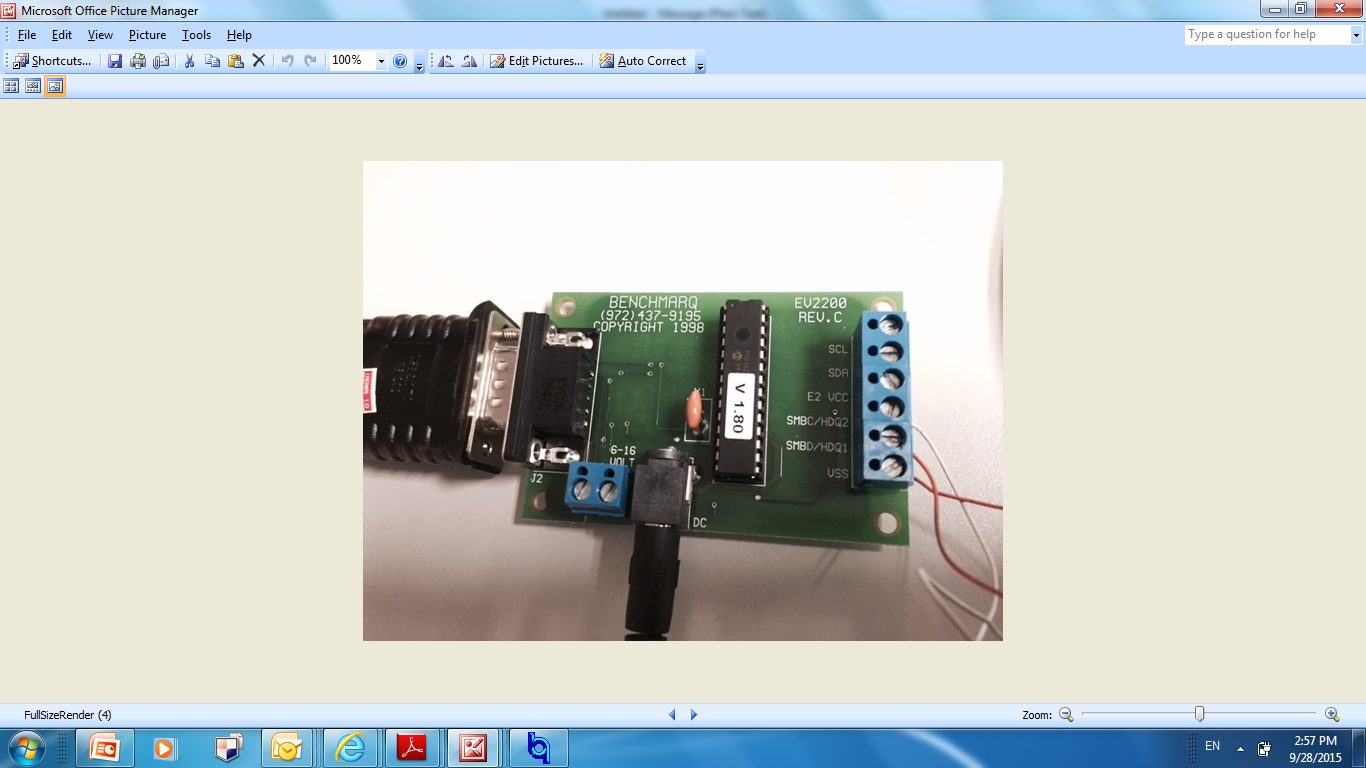 Microsoft Office Picture Manager
File Edit View Picture Tools Help
Type a question for help
Shortcuts...
100%
Edit Pictures...
Auto Correct
BENCHMARQ
(972)437-9195
COPYRIGHT 1998
EV2200
REV.C
SCL
SDA
E2 VCC
SMBC/HDQ2
SMBD/HDQ1
VSS
V 1.80
6-16
VOLT
J2
DC
FullSizeRender (4)
Zoom:
EN
2:57 PM
9/28/2015